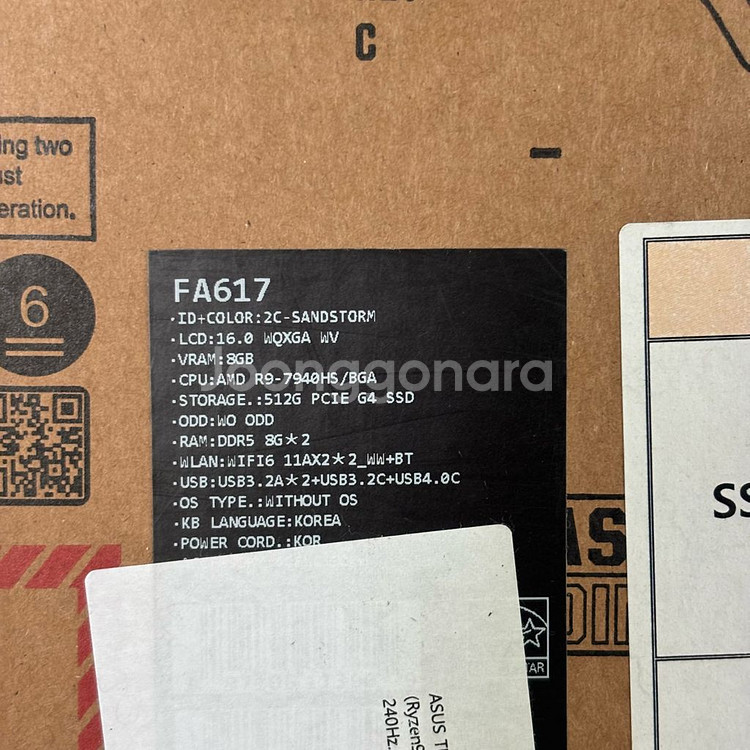 C
ing two
ust
eration.
6
FA617
·ID+COLOR:2C-SANDSTORM
·LCD:16.0 WQXGA WV
·VRAM:8GB
·CPU:AMD R9-7940HS/BGA
·STORAGE.:512G PCIE G4 SSD
·ODD:WO ODD
·RAM:DDR5 8G*2
·WLAN:WIFI6 11AX2*2_WW+BT
·USB:USB3.2A*2+USB3.2C+USB4.0C
·OS TYPE.:WITHOUT OS
·KB LANGUAGE:KOREA
·POWER CORD.:KOR
joonggonara
SS
AS
TAR
ASUS T
(Ryzen9
240Hz.